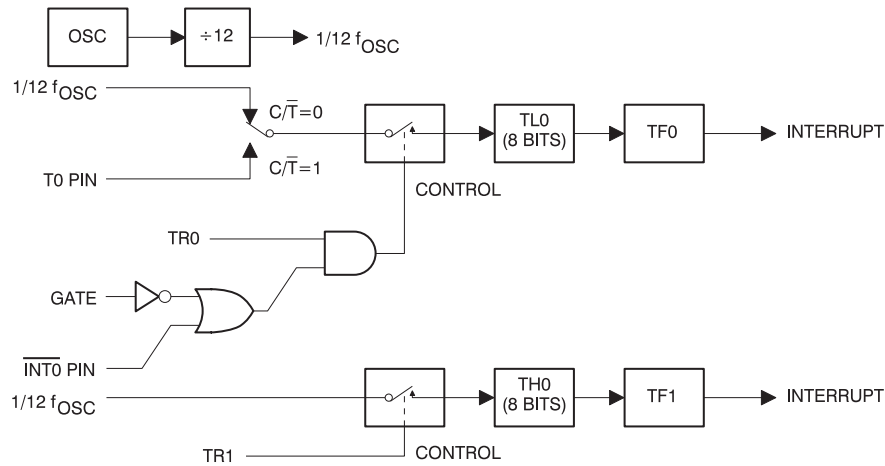 OSC
÷12
1/12 fOSC
1/12 fOSC
C/T̅=0
TL0
(8 BITS)
TF0
INTERRUPT
C/T̅=1
T0 PIN
CONTROL
TR0
GATE
I̅N̅T̅0̅ PIN
1/12 fOSC
TH0
(8 BITS)
TF1
INTERRUPT
TR1
CONTROL